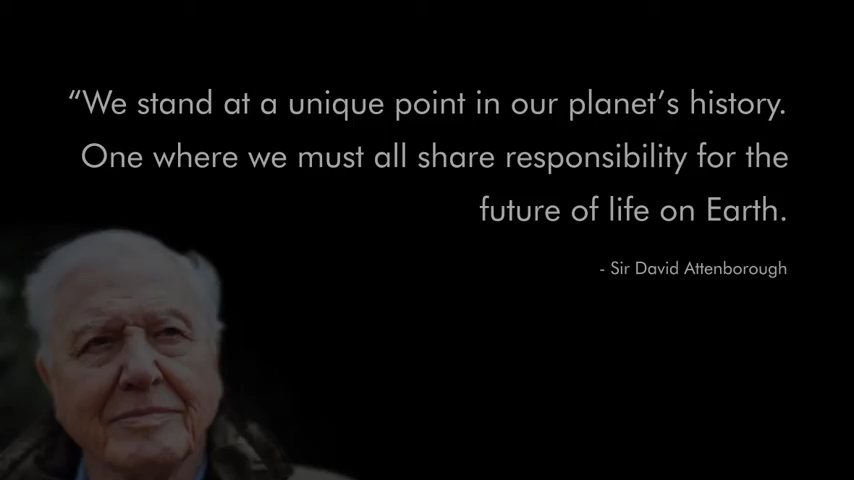 “We stand at a unique point in our planet’s history.
One where we must all share responsibility for the
future of life on Earth.
- Sir David Attenborough